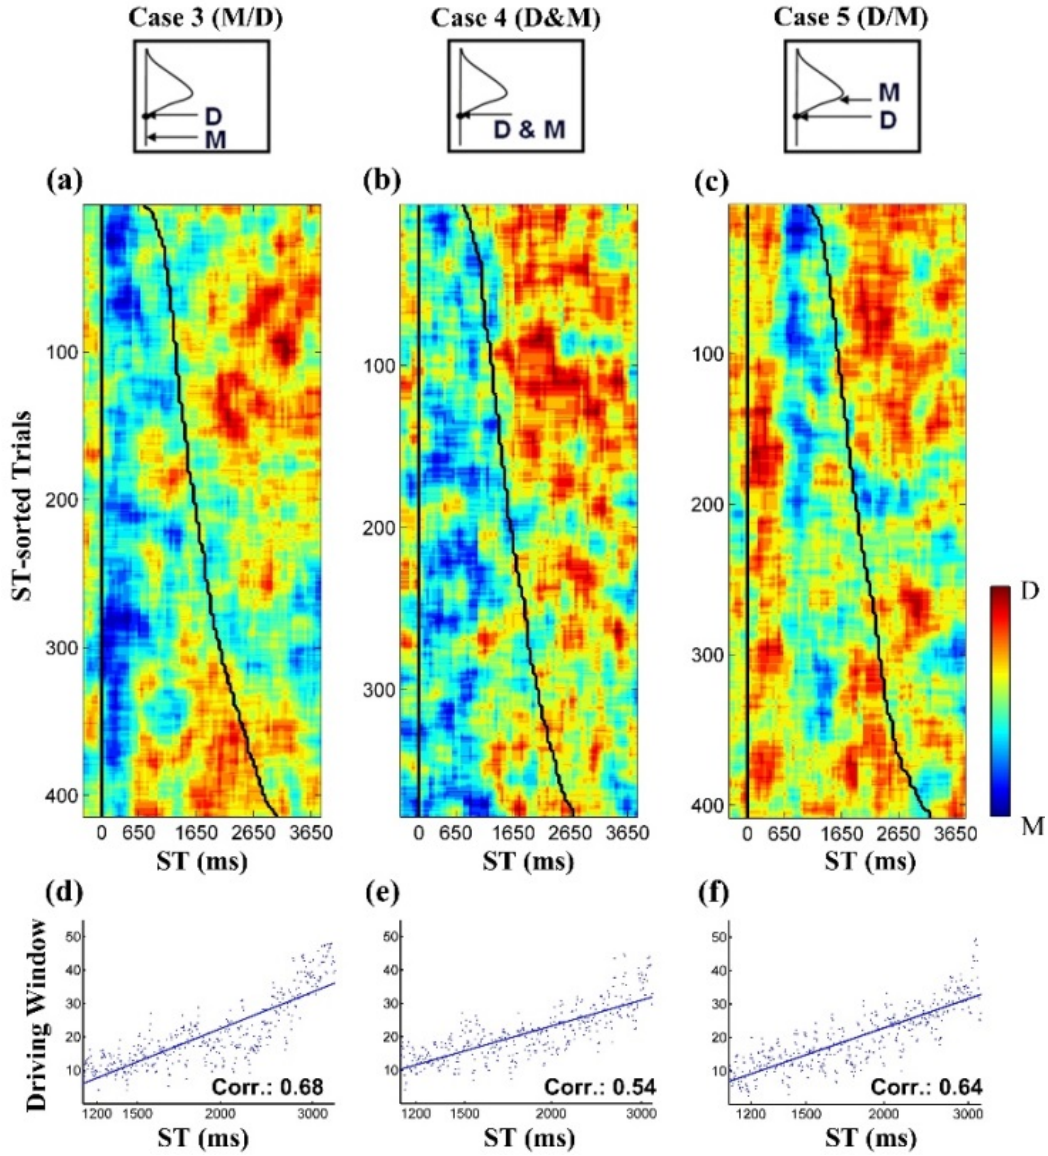 Case 3 (M/D) Case 4 (D&M) Case 5 (D/M)
D
M
D & M
M
D
(a) (b) (c)
ST-sorted Trials
100
200
300
400
100
200
300
100
200
300
400
D
M
0 650 1650 2650 3650
0 650 1650 2650 3650
0 650 1650 2650 3650
ST (ms) ST (ms) ST (ms)
(d) (e) (f)
Driving Window
50
40
30
20
10
Corr.: 0.68
1200 1500 2000 3000
50
40
30
20
10
Corr.: 0.54
1200 1500 2000 3000
50
40
30
20
10
Corr.: 0.64
1200 1500 2000 3000
ST (ms) ST (ms) ST (ms)